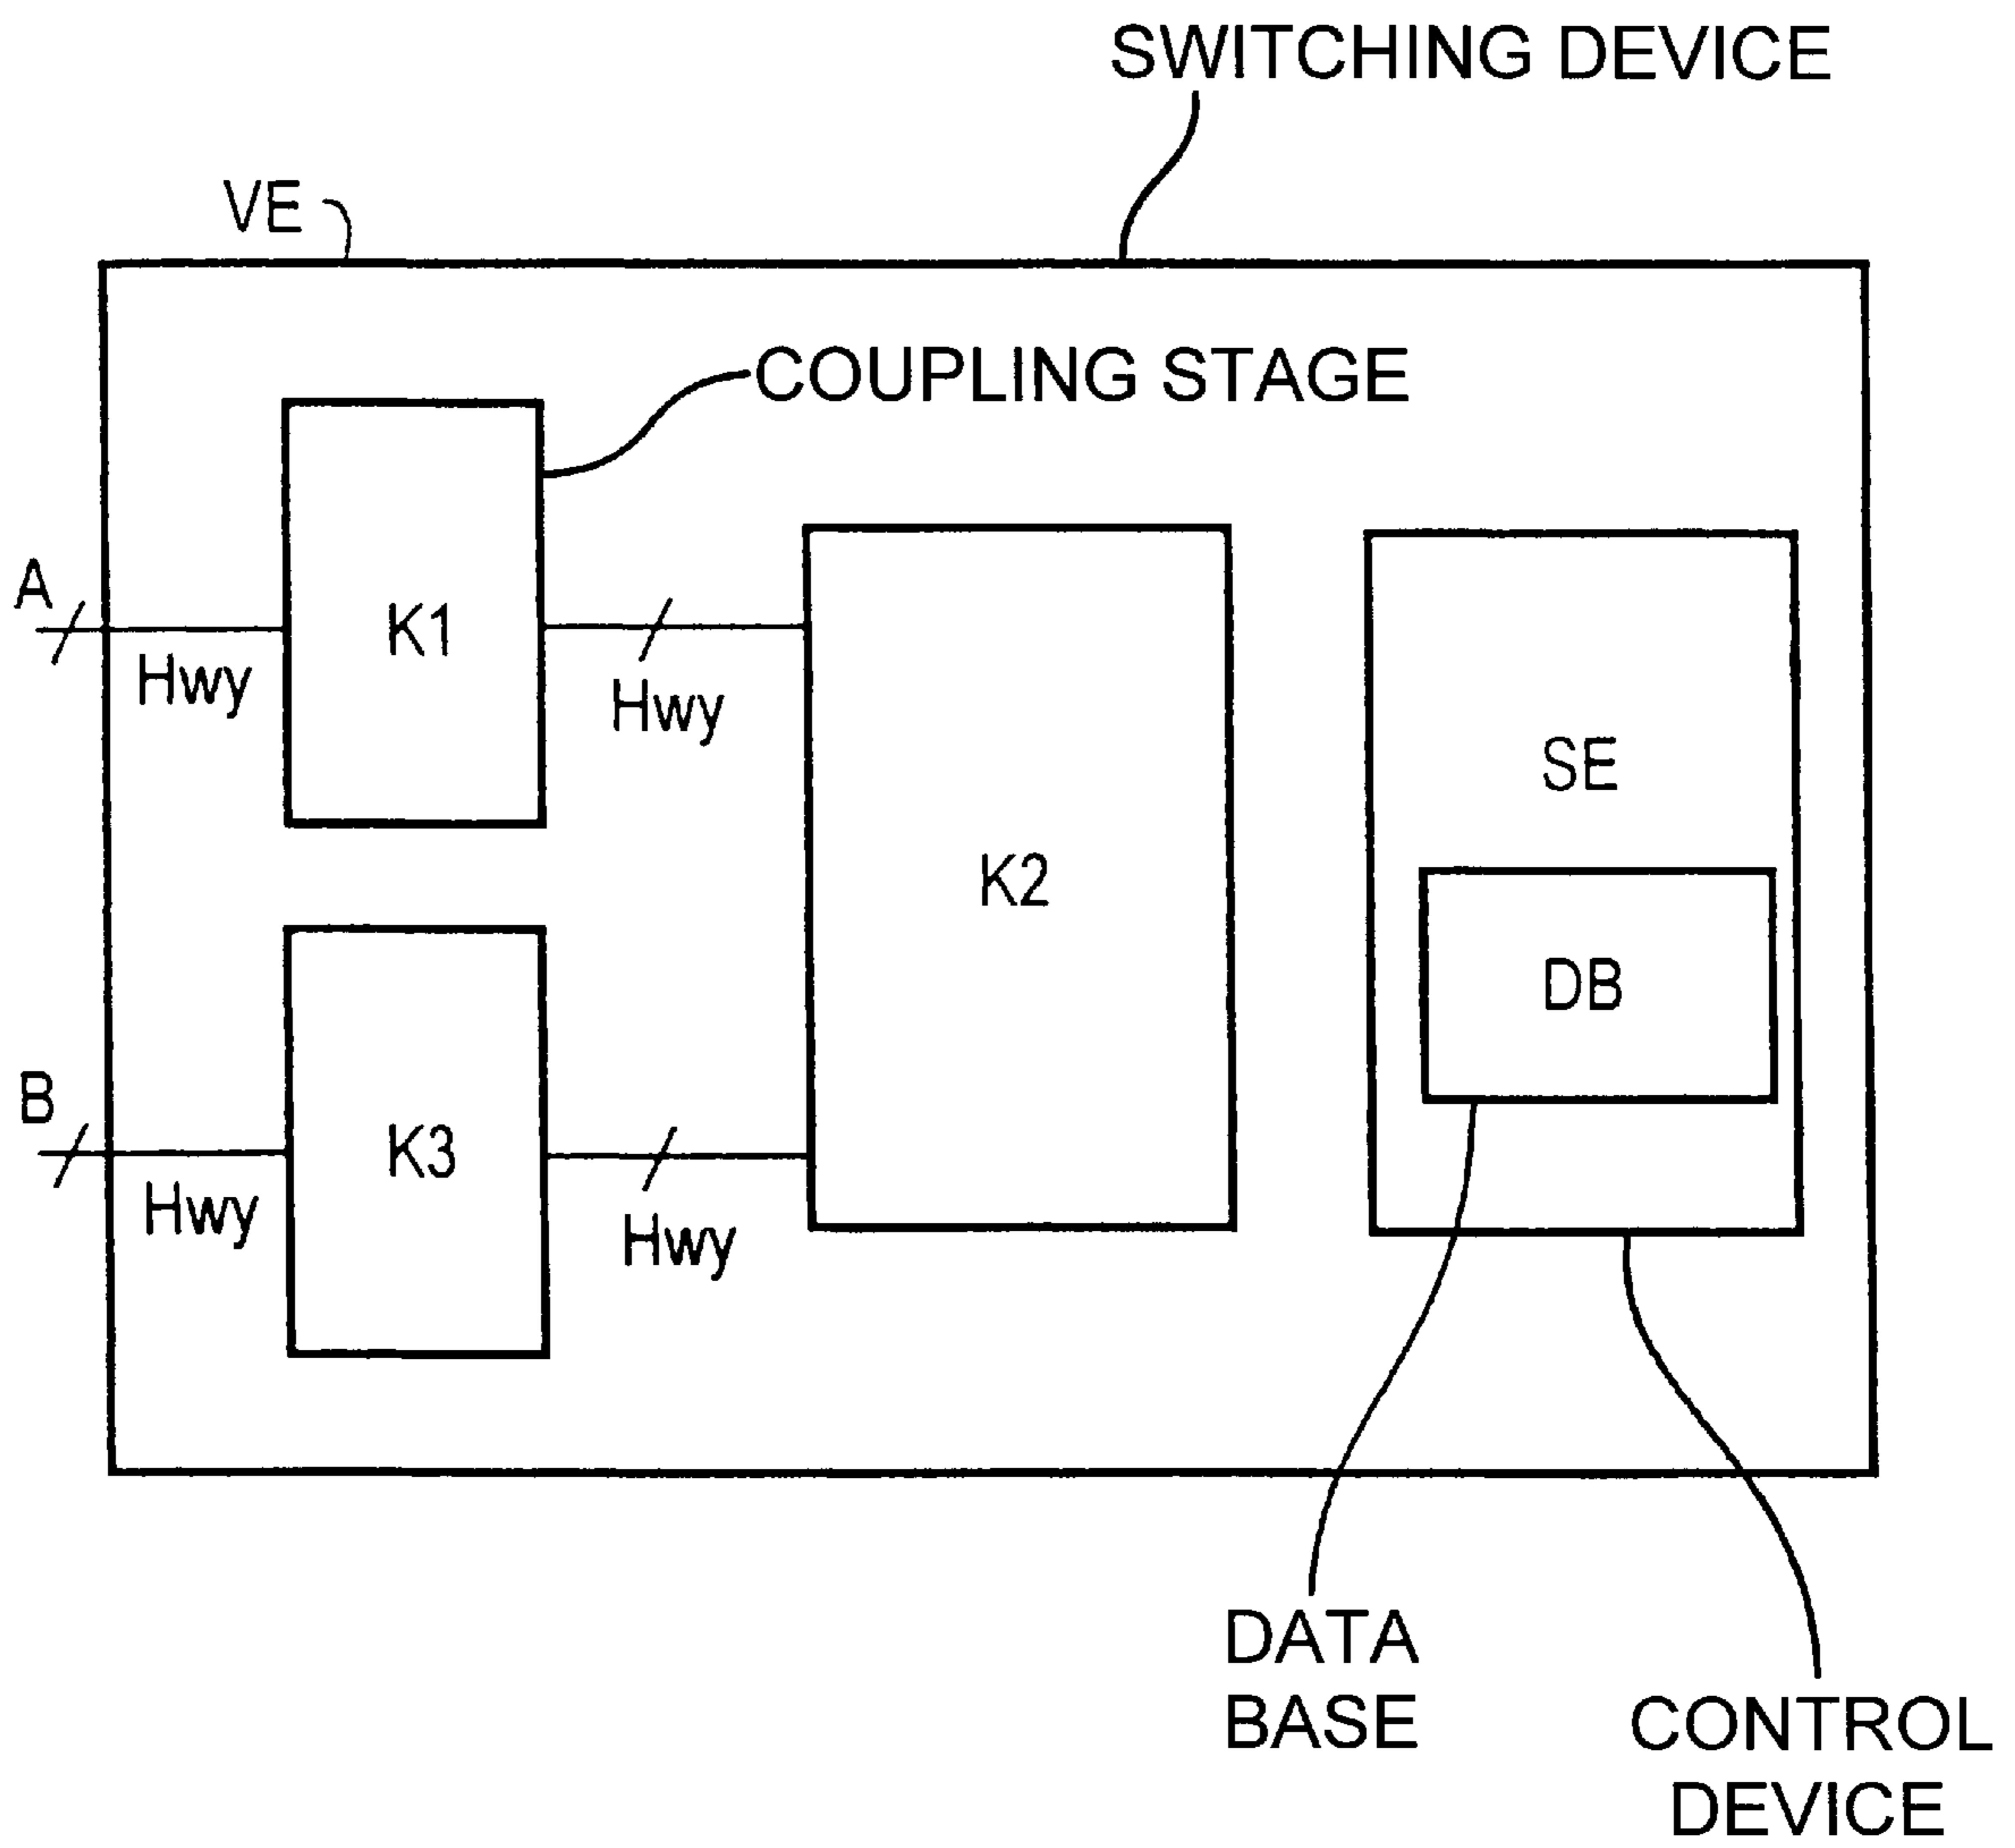 SWITCHING DEVICE
VE
COUPLING STAGE
A
K1
Hwy
Hwy
SE
K2
DB
B
K3
Hwy
Hwy
DATA
BASE
CONTROL
DEVICE